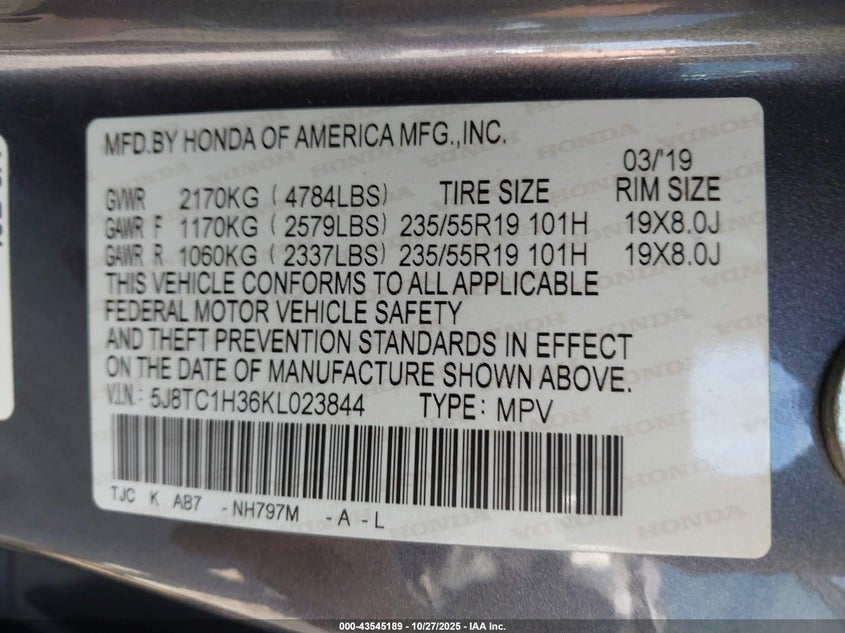 MFD.BY HONDA OF AMERICA MFG.,INC.
03/'19
GVWR 2170KG ( 4784LBS) TIRE SIZE RIM SIZE
GAWR F 1170KG ( 2579LBS) 235/55R19 101H 19X8.0J
GAWR R 1060KG ( 2337LBS) 235/55R19 101H 19X8.0J
THIS VEHICLE CONFORMS TO ALL APPLICABLE
FEDERAL MOTOR VEHICLE SAFETY
AND THEFT PREVENTION STANDARDS IN EFFECT
ON THE DATE OF MANUFACTURE SHOWN ABOVE.
V.I.N.: 5J8TC1H36KL023844 TYPE: MPV
TJC K AB7 -NH797M -A-L
000-43545189 - 10/27/2025 - IAA Inc.